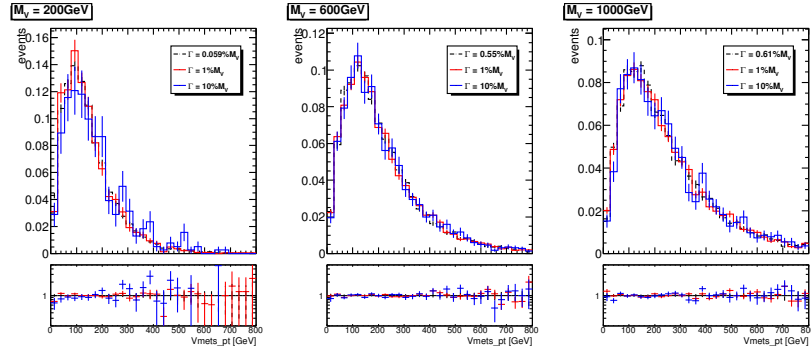 M_V = 200GeV
events
Γ = 0.059%M_V
Γ = 1%M_V
Γ = 10%M_V
0.16
0.14
0.12
0.1
0.08
0.06
0.04
0.02
0
1
0 100 200 300 400 500 600 700 800
Vmets_pt [GeV]
M_V = 600GeV
events
Γ = 0.55%M_V
Γ = 1%M_V
Γ = 10%M_V
0.12
0.1
0.08
0.06
0.04
0.02
0
1
0 100 200 300 400 500 600 700 800
Vmets_pt [GeV]
M_V = 1000GeV
events
Γ = 0.61%M_V
Γ = 1%M_V
Γ = 10%M_V
0.1
0.08
0.06
0.04
0.02
0
1
0 100 200 300 400 500 600 700 800
Vmets_pt [GeV]